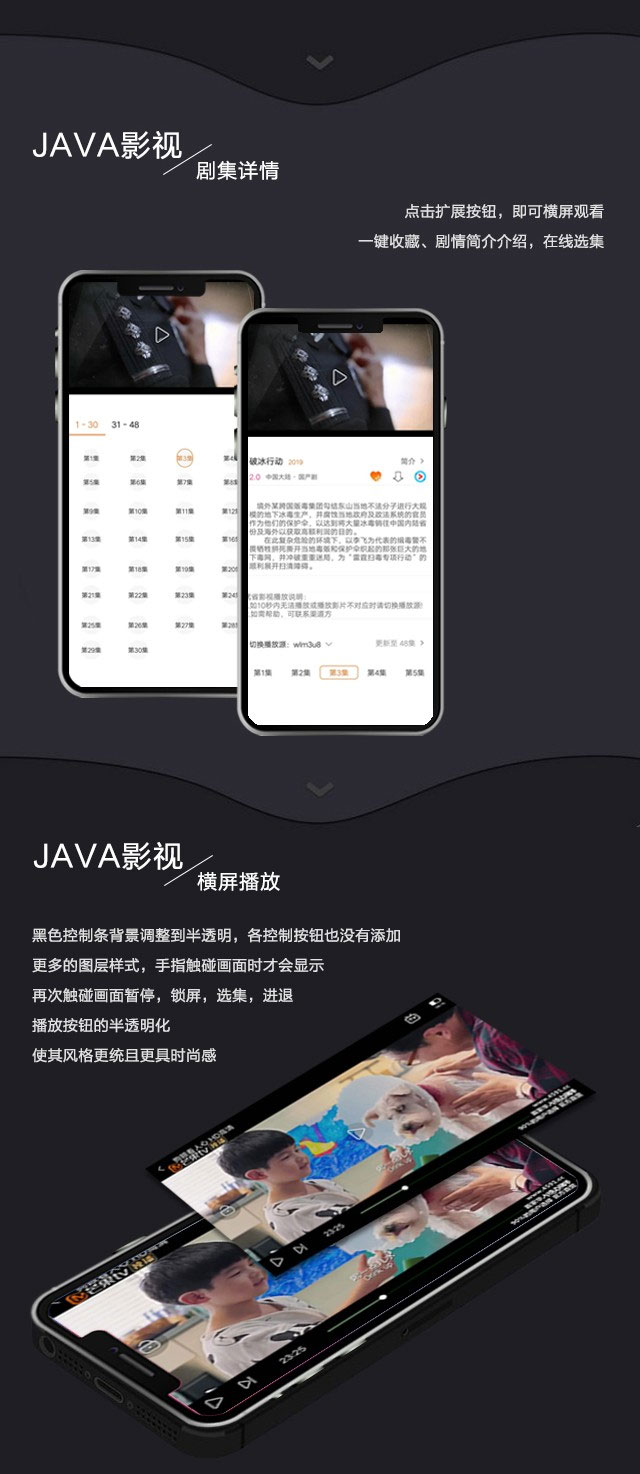 JAVA影视
剧集详情
点击扩展按钮，即可横屏观看
一键收藏、剧情简介介绍，在线选集
1 - 30 31 - 48
第1集 第2集 第3集 第4
第5集 第6集 第7集 第8
第9集 第10集 第11集 第12
第13集 第14集 第15集 第16
第17集 第18集 第19集 第20
第21集 第22集 第23集 第24
第25集 第26集 第27集 第28
第29集 第30集
破冰行动 2019 简介
2.0 中国大陆 · 国产剧
境外某跨国贩毒集团勾结东山当地不法分子进行大规
模的地下冰毒生产，并腐蚀当地政府及政法系统的官员
作为他们的保护伞，以达到将大量冰毒销往中国内陆省
份及海外以获取高额利润的目的。
在此复杂危险的环境下，以李飞为代表的缉毒警不
畏牺牲拼死撕开当地毒贩和保护伞织起的那张巨大的地
下毒网，并冲破重重迷局，为“雷霆扫毒专项行动”的
顺利展开扫清障碍。
省影视播放说明：
如10秒内无法播放或播放影片不对应时请切换播放源!
如需帮助，可联系渠道方
切换播放源：wlm3u8 更新至 48集
第1集 第2集 第3集 第4集 第5集
JAVA影视
横屏播放
黑色控制条背景调整到半透明，各控制按钮也没有添加
更多的图层样式，手指触碰画面时才会显示
再次触碰画面暂停，锁屏，选集，进退
播放按钮的半透明化
使其风格更统且更具时尚感
23:25
23:25